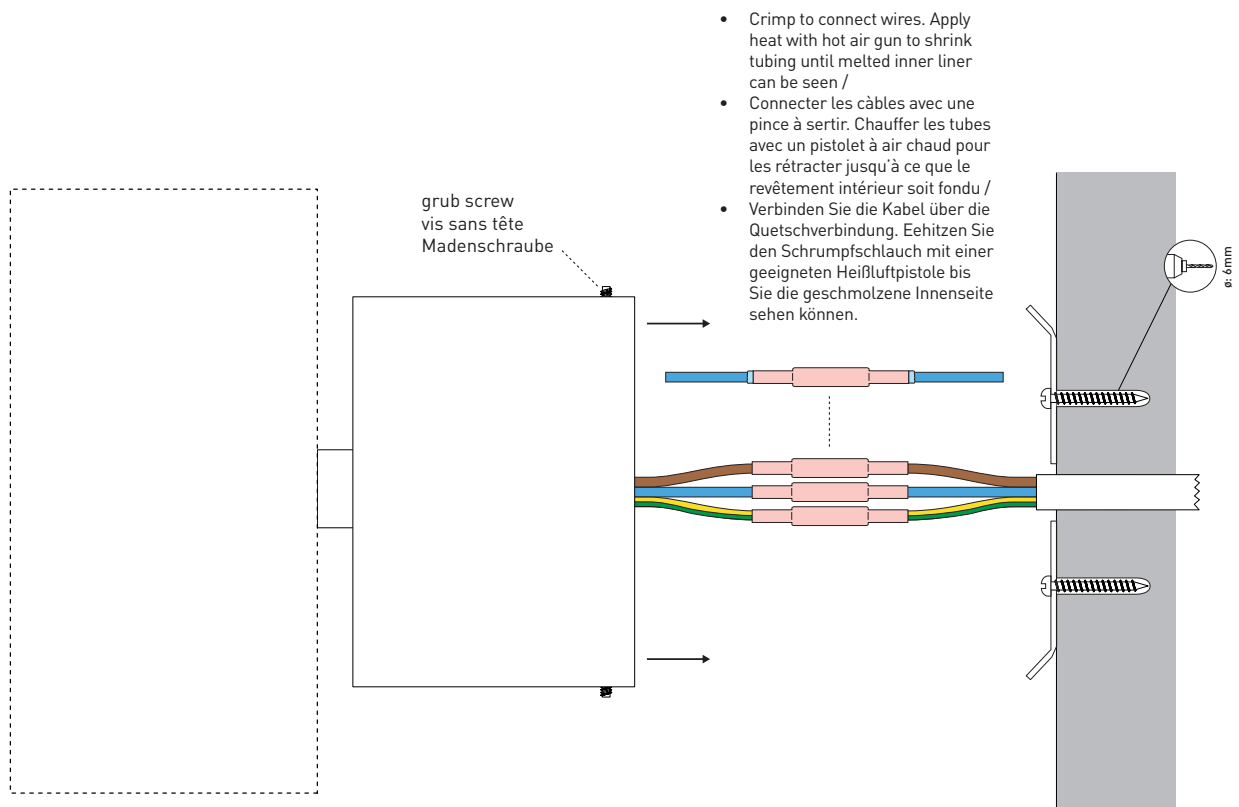 • Crimp to connect wires. Apply
heat with hot air gun to shrink
tubing until melted inner liner
can be seen /
• Connecter les càbles avec une
pince à sertir. Chauffer les tubes
avec un pistolet à air chaud pour
les rétracter jusqu'à ce que le
revêtement intérieur soit fondu /
• Verbinden Sie die Kabel über die
Quetschverbindung. Eehitzen Sie
den Schrumpfschlauch mit einer
geeigneten Heißluftpistole bis
Sie die geschmolzene Innenseite
sehen können.
grub screw
vis sans tête
Madenschraube
ø: 6mm